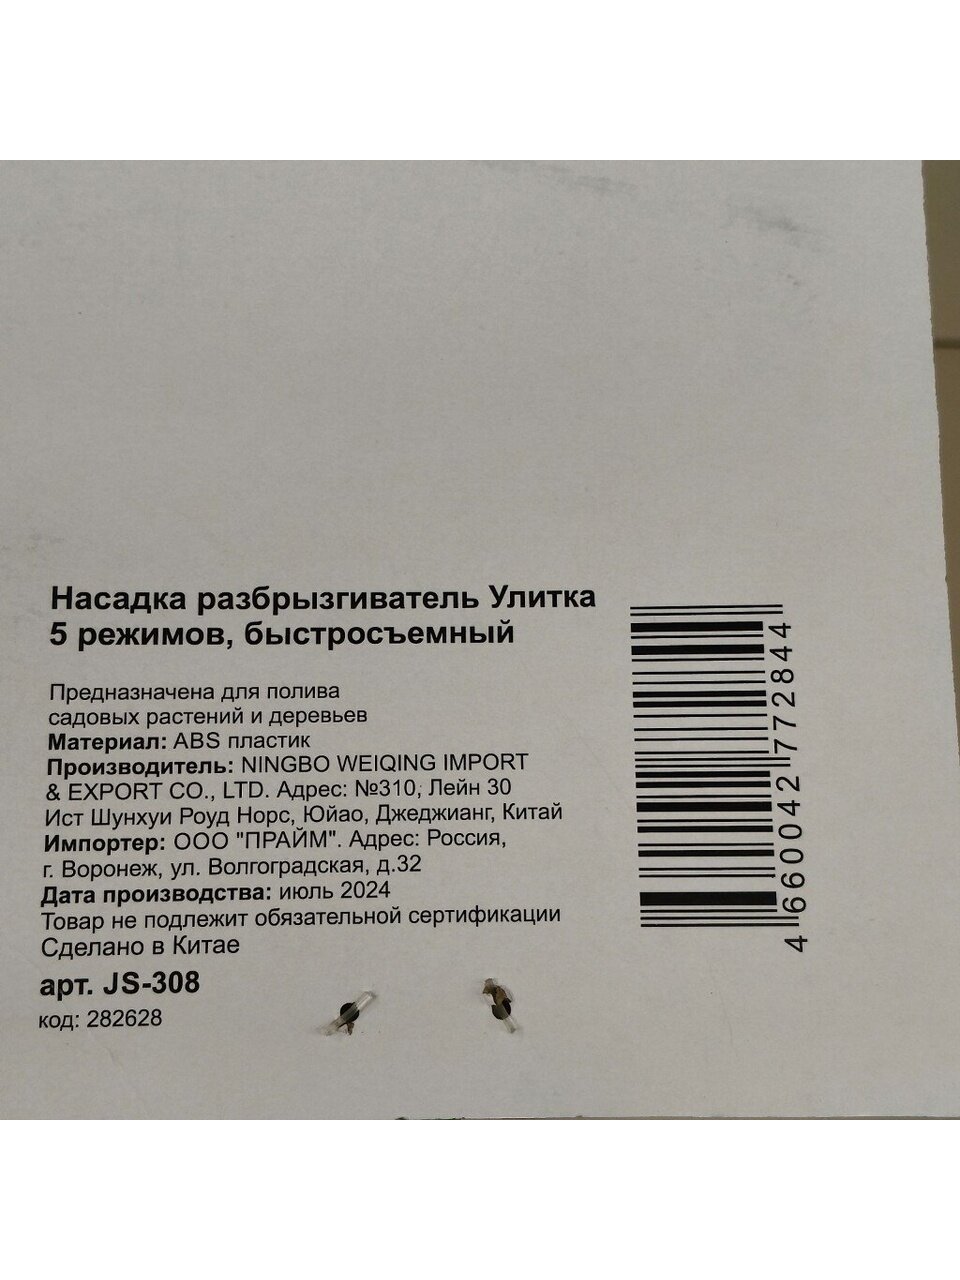 Насадка разбрызгиватель Улитка
5 режимов, быстросъемный
Предназначена для полива
садовых растений и деревьев
Материал: ABS пластик
Производитель: NINGBO WEIQING IMPORT
& EXPORT CO., LTD. Адрес: №310, Лейн 30
Ист Шунхуи Роуд Норс, Юйао, Джеджианг, Китай
Импортер: ООО "ПРАЙМ". Адрес: Россия,
г. Воронеж, ул. Волгоградская, д.32
Дата производства: июль 2024
Товар не подлежит обязательной сертификации
Сделано в Китае
арт. JS-308
код: 282628
4660042772844